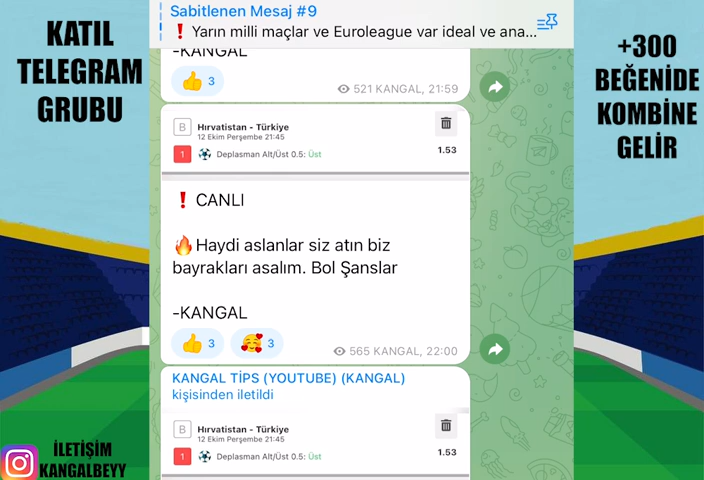 KATIL
TELEGRAM
GRUBU
Sabitlenen Mesaj #9
❗ Yarın milli maçlar ve Euroleague var ideal ve ana...
-KANGAL
👍 3
521 KANGAL, 21:59
B Hırvatistan - Türkiye
12 Ekim Perşembe 21:45
1 Deplasman Alt/Üst 0.5: Üst
1.53
❗ CANLI
🔥Haydi aslanlar siz atın biz
bayrakları asalım. Bol Şanslar
-KANGAL
👍 3 🥰 3
565 KANGAL, 22:00
KANGAL TİPS (YOUTUBE) (KANGAL)
kişisinden iletildi
B Hırvatistan - Türkiye
12 Ekim Perşembe 21:45
1 Deplasman Alt/Üst 0.5: Üst
1.53
+300
BEĞENİDE
KOMBİNE
GELİR
İLETİŞİM
KANGALBEYY